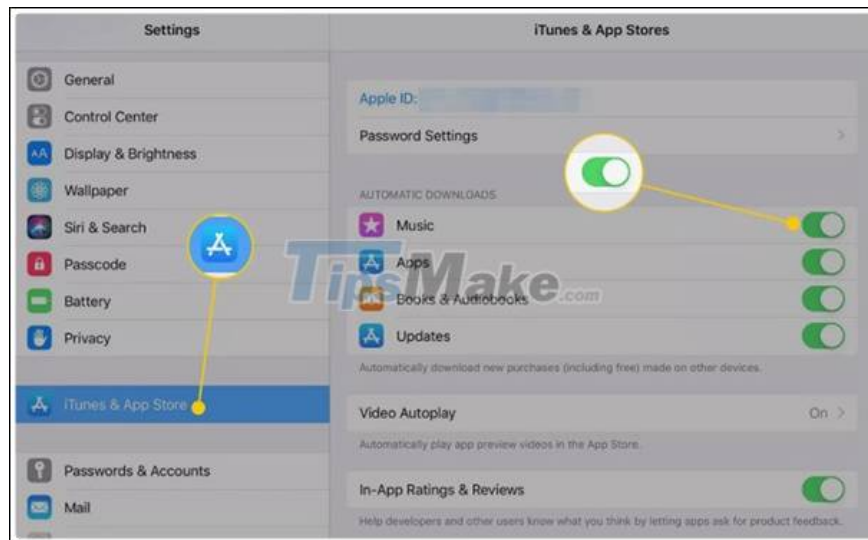 Settings
General
Control Center
Display & Brightness
Wallpaper
Siri & Search
Passcode
Battery
Privacy
iTunes & App Store
Passwords & Accounts
Mail
iTunes & App Stores
Apple ID:
Password Settings
AUTOMATIC DOWNLOADS
Music
Apps
Books & Audiobooks
Updates
Automatically download new purchases (including free) made on other devices.
Video Autoplay On
Automatically play app preview videos in the App Store.
In-App Ratings & Reviews
Help developers and other users know what you think by letting apps ask for product feedback.
TipsMake.com